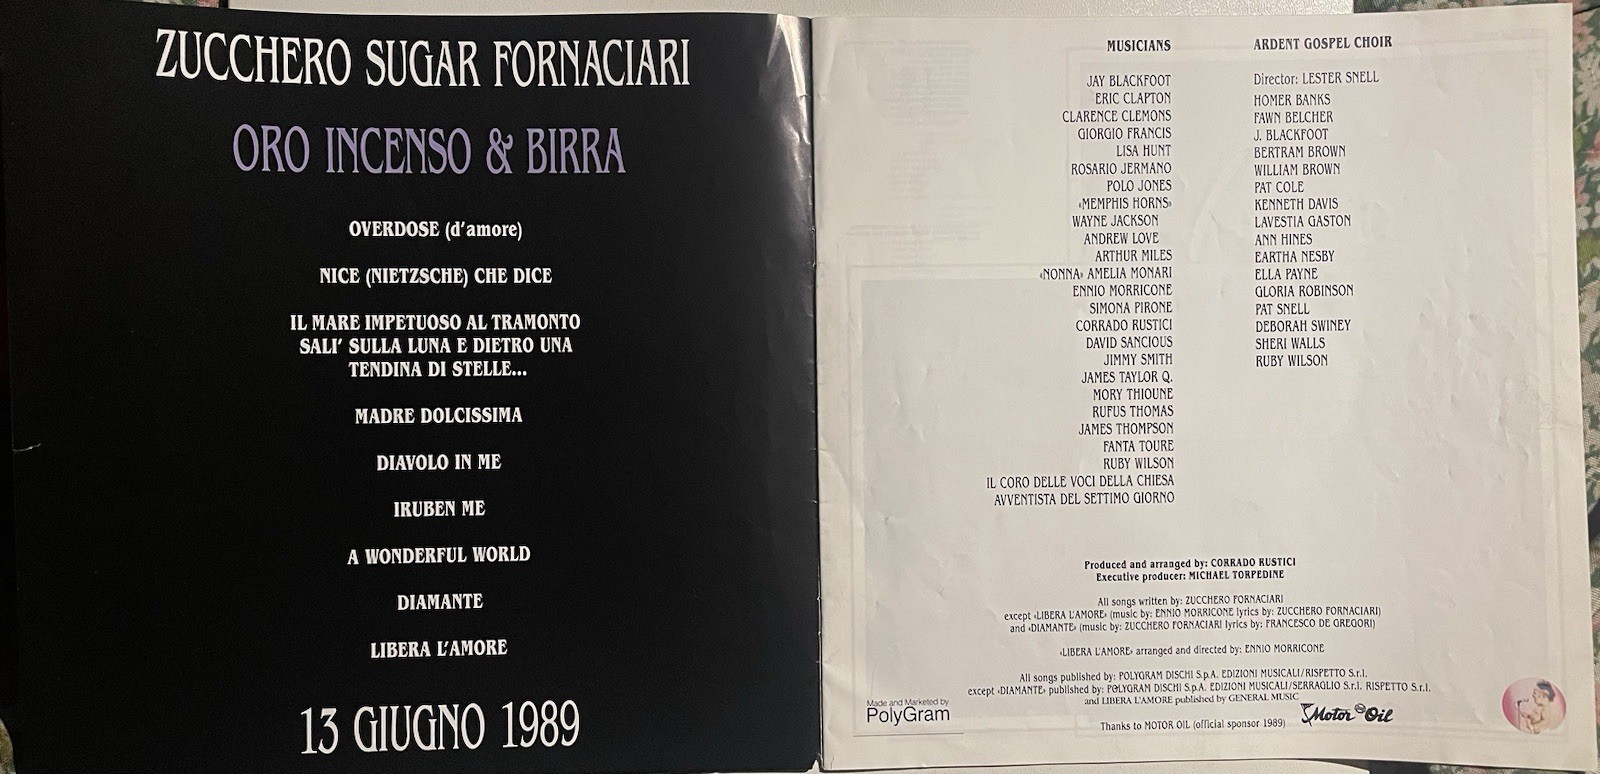 ZUCCHERO SUGAR FORNACIARI
ORO INCENSO & BIRRA
OVERDOSE (d'amore)
NICE (NIETZSCHE) CHE DICE
IL MARE IMPETUOSO AL TRAMONTO
SALI' SULLA LUNA E DIETRO UNA
TENDINA DI STELLE...
MADRE DOLCISSIMA
DIAVOLO IN ME
IRUBEN ME
A WONDERFUL WORLD
DIAMANTE
LIBERA L'AMORE
13 GIUGNO 1989
MUSICIANS
JAY BLACKFOOT
ERIC CLAPTON
CLARENCE CLEMONS
GIORGIO FRANCIS
LISA HUNT
ROSARIO JERMANO
POLO JONES
«MEMPHIS HORNS»
WAYNE JACKSON
ANDREW LOVE
ARTHUR MILES
«NONNA» AMELIA MONARI
ENNIO MORRICONE
SIMONA PIRONE
CORRADO RUSTICI
DAVID SANCIOUS
JIMMY SMITH
JAMES TAYLOR Q.
MORY THIOUNE
RUFUS THOMAS
JAMES THOMPSON
FANTA TOURE
RUBY WILSON
IL CORO DELLE VOCI DELLA CHIESA
AVVENTISTA DEL SETTIMO GIORNO
ARDENT GOSPEL CHOIR
Director: LESTER SNELL
HOMER BANKS
FAWN BELCHER
J. BLACKFOOT
BERTRAM BROWN
WILLIAM BROWN
PAT COLE
KENNETH DAVIS
LAVESTIA GASTON
ANN HINES
EARTHA NESBY
ELLA PAYNE
GLORIA ROBINSON
PAT SNELL
DEBORAH SWINEY
SHERI WALLS
RUBY WILSON
Produced and arranged by: CORRADO RUSTICI
Executive producer: MICHAEL TORPEDINE
All songs written by: ZUCCHERO FORNACIARI
except «LIBERA L'AMORE» (music by: ENNIO MORRICONE lyrics by: ZUCCHERO FORNACIARI)
and «DIAMANTE» (music by: ZUCCHERO FORNACIARI lyrics by: FRANCESCO DE GREGORI)
«LIBERA L'AMORE» arranged and directed by: ENNIO MORRICONE
All songs published by: POLYGRAM DISCHI S.p.A. EDIZIONI MUSICALI/RISPETTO S.r.l.
except «DIAMANTE» published by: POLYGRAM DISCHI S.p.A. EDIZIONI MUSICALI/SERRAGLIO S.r.l. RISPETTO S.r.l.
and LIBERA L'AMORE published by GENERAL MUSIC
Thanks to MOTOR OIL (official sponsor 1989)
Motor Oil
Made and Marketed by
PolyGram